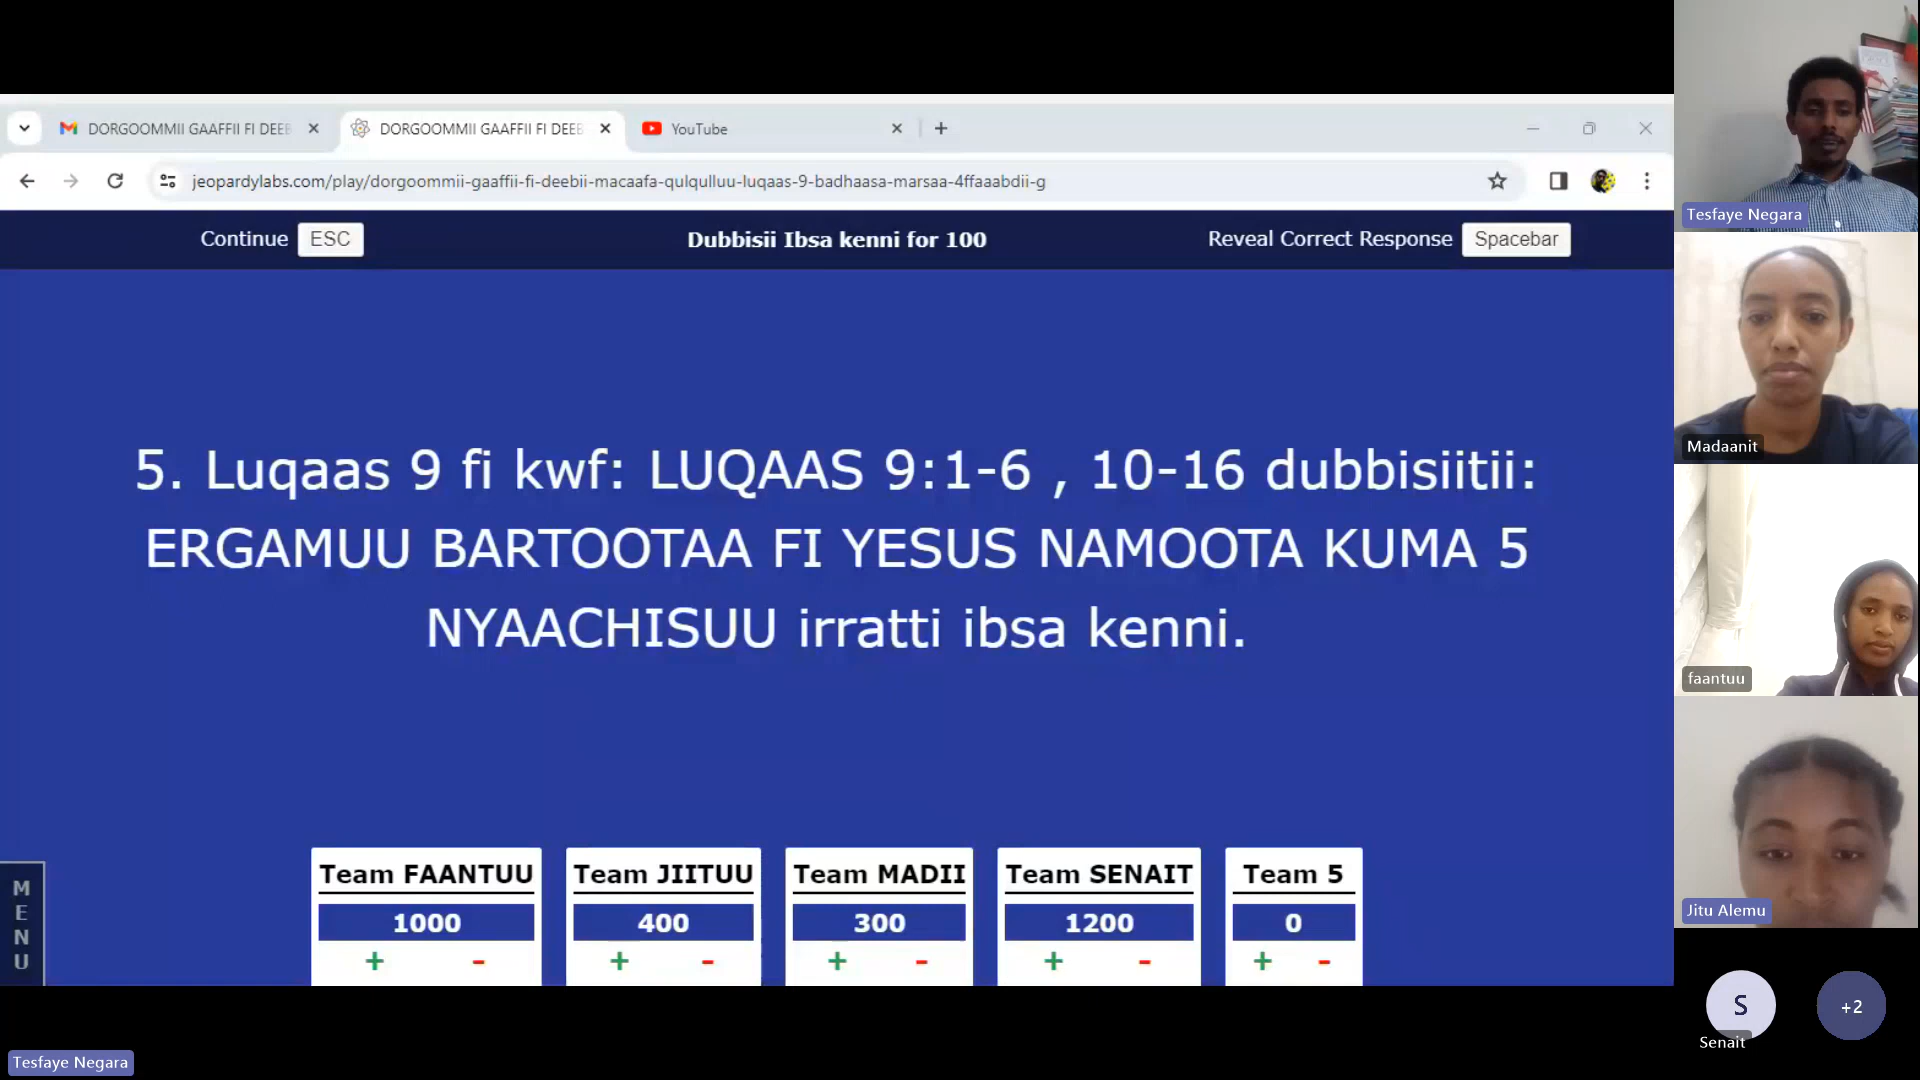 DORGOOMMII GAAFFII FI DEEE
DORGOOMMII GAAFFII FI DEEE
YouTube
jeopardylabs.com/play/dorgoommii-gaaffii-fi-deebii-macaafa-qulqulluu-luqaas-9-badhaasa-marsaa-4ffaaabdii-g
Continue ESC
Dubbisii Ibsa kenni for 100
Reveal Correct Response Spacebar
5. Luqaas 9 fi kwf: LUQAAS 9:1-6 , 10-16 dubbisiitii:
ERGAMUU BARTOOTAA FI YESUS NAMOOTA KUMA 5
NYAACHISUU irratti ibsa kenni.
MENU
Team FAANTUU
1000
+ -
Team JIITUU
400
+ -
Team MADII
300
+ -
Team SENAIT
1200
+ -
Team 5
0
+ -
Tesfaye Negara
Madaanit
faantuu
Jitu Alemu
S
Senait
+2
Tesfaye Negara